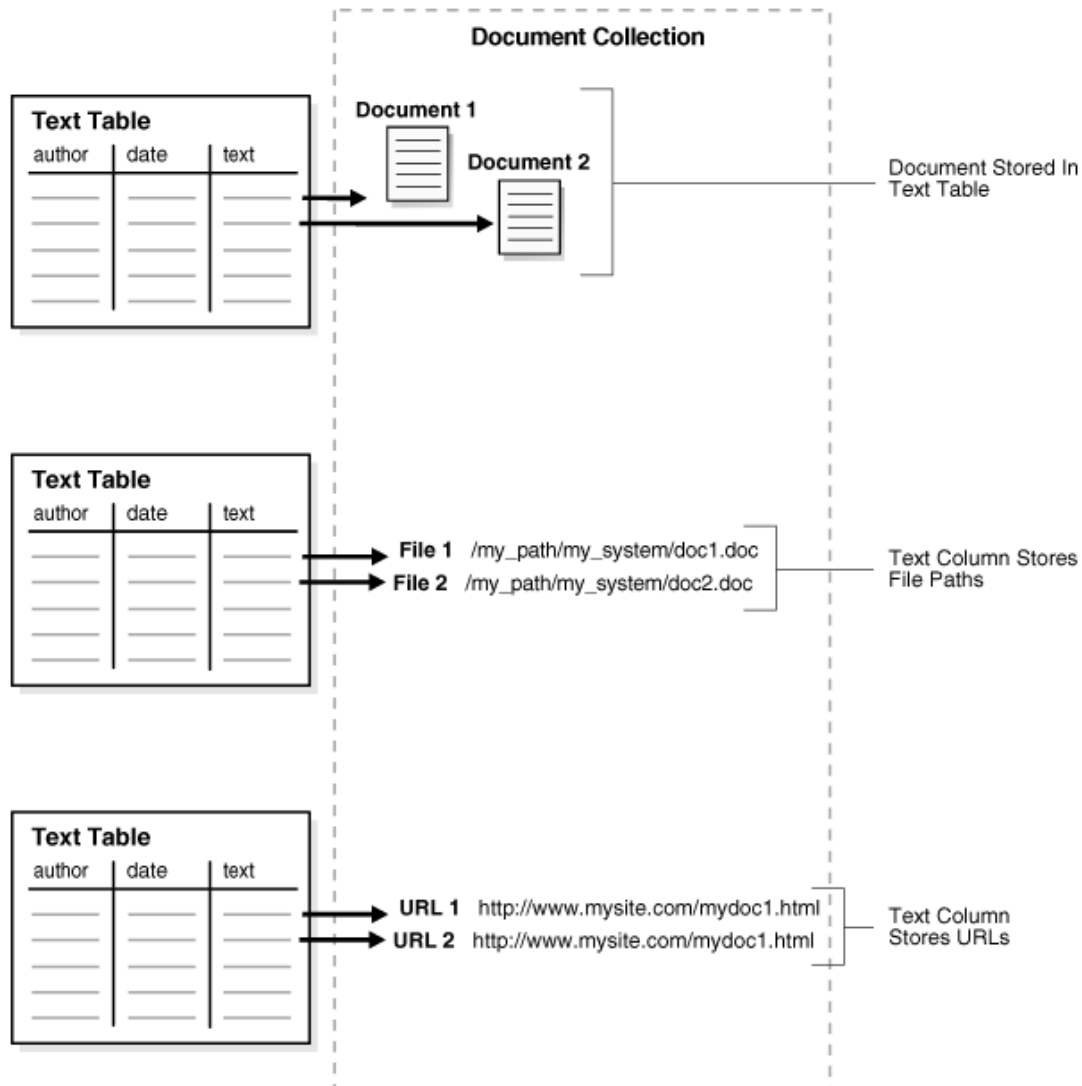 Document Collection
Text Table
author date text
Document 1
Document 2
Document Stored In
Text Table
Text Table
author date text
File 1 /my_path/my_system/doc1.doc
File 2 /my_path/my_system/doc2.doc
Text Column Stores
File Paths
Text Table
author date text
URL 1 http://www.mysite.com/mydoc1.html
URL 2 http://www.mysite.com/mydoc1.html
Text Column
Stores URLs